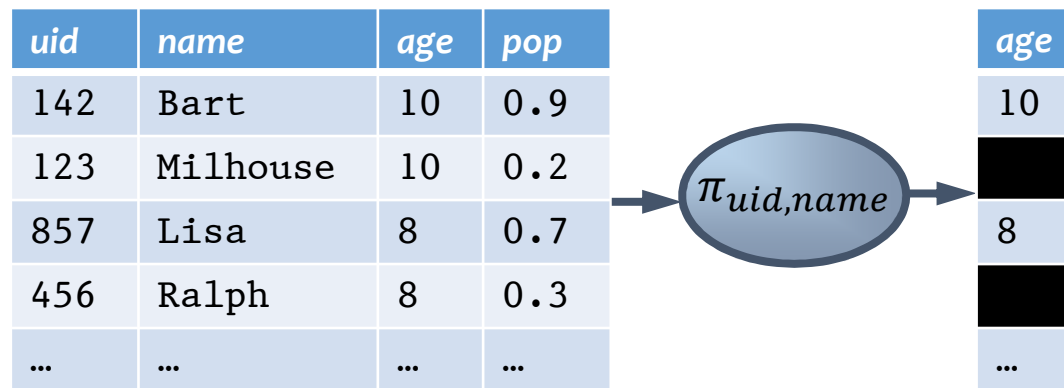 uid name age pop
142 Bart 10 0.9
123 Milhouse 10 0.2
857 Lisa 8 0.7
456 Ralph 8 0.3
… … … …
π uid,name
age
10
8
…